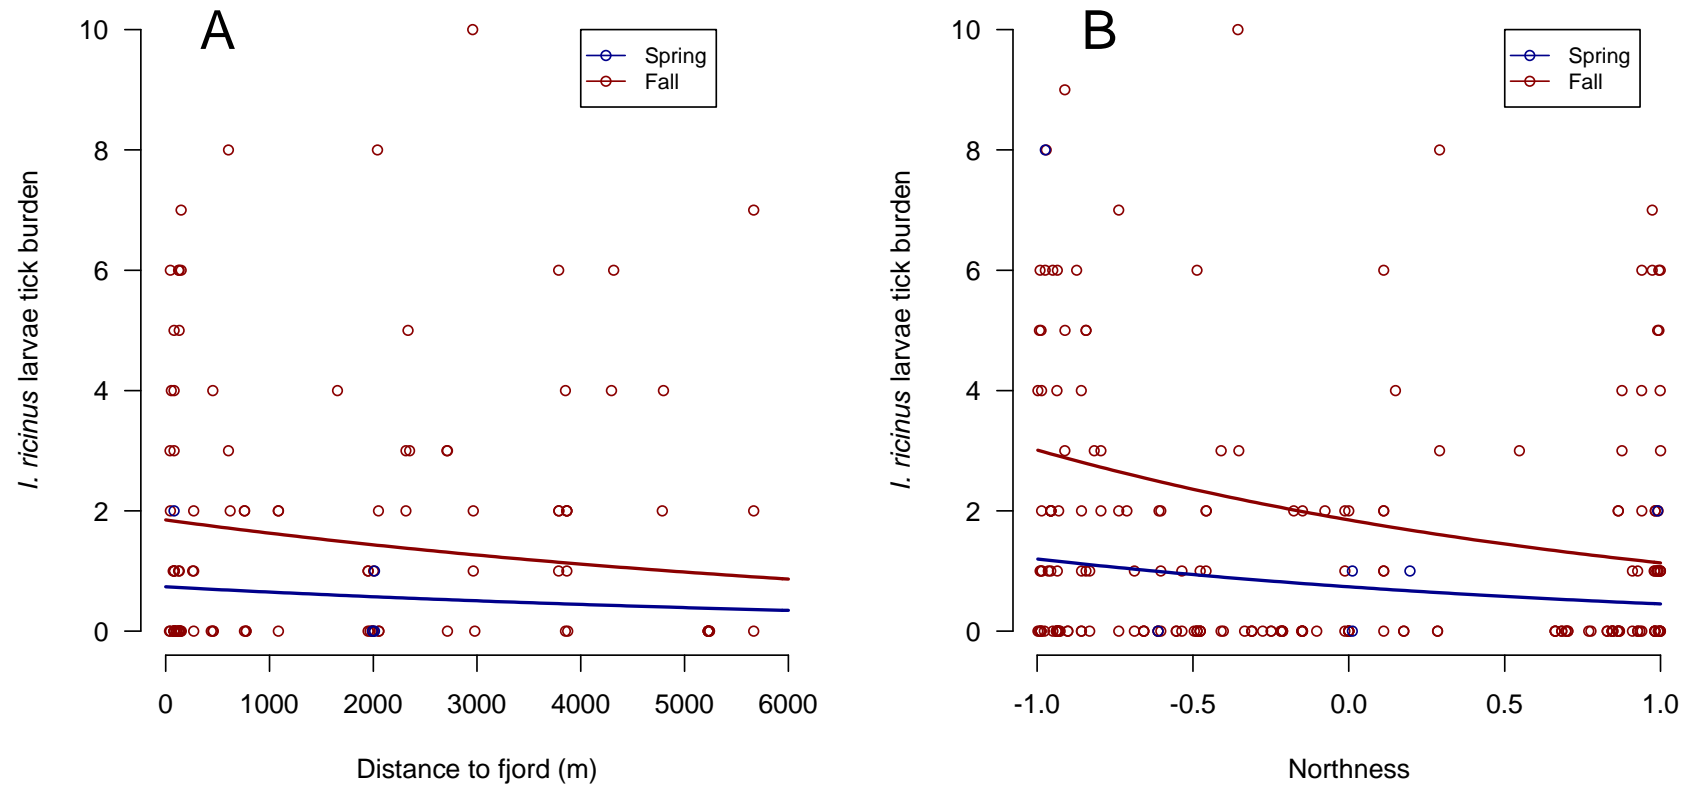 A
I. ricinus larvae tick burden
10
8
6
4
2
0
Spring
Fall
0 1000 2000 3000 4000 5000 6000
Distance to fjord (m)
B
I. ricinus larvae tick burden
10
8
6
4
2
0
Spring
Fall
-1.0 -0.5 0.0 0.5 1.0
Northness